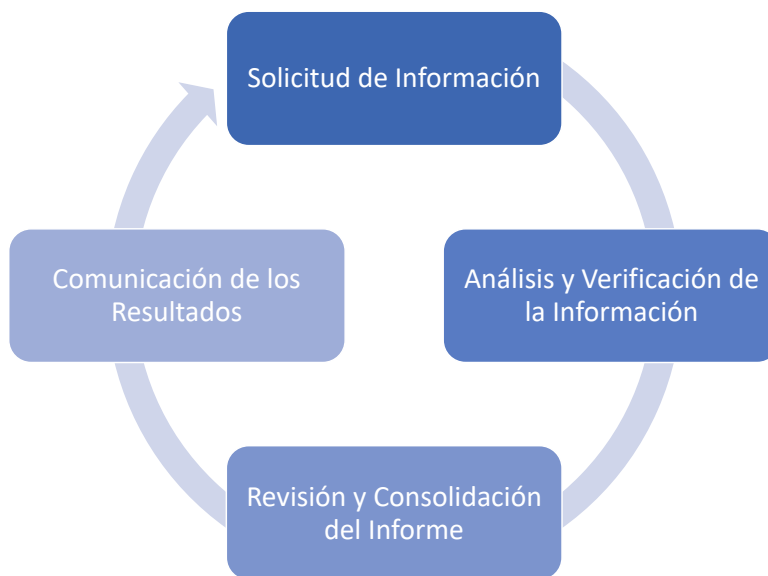 Solicitud de Información
Análisis y Verificación de
la Información
Revisión y Consolidación
del Informe
Comunicación de los
Resultados